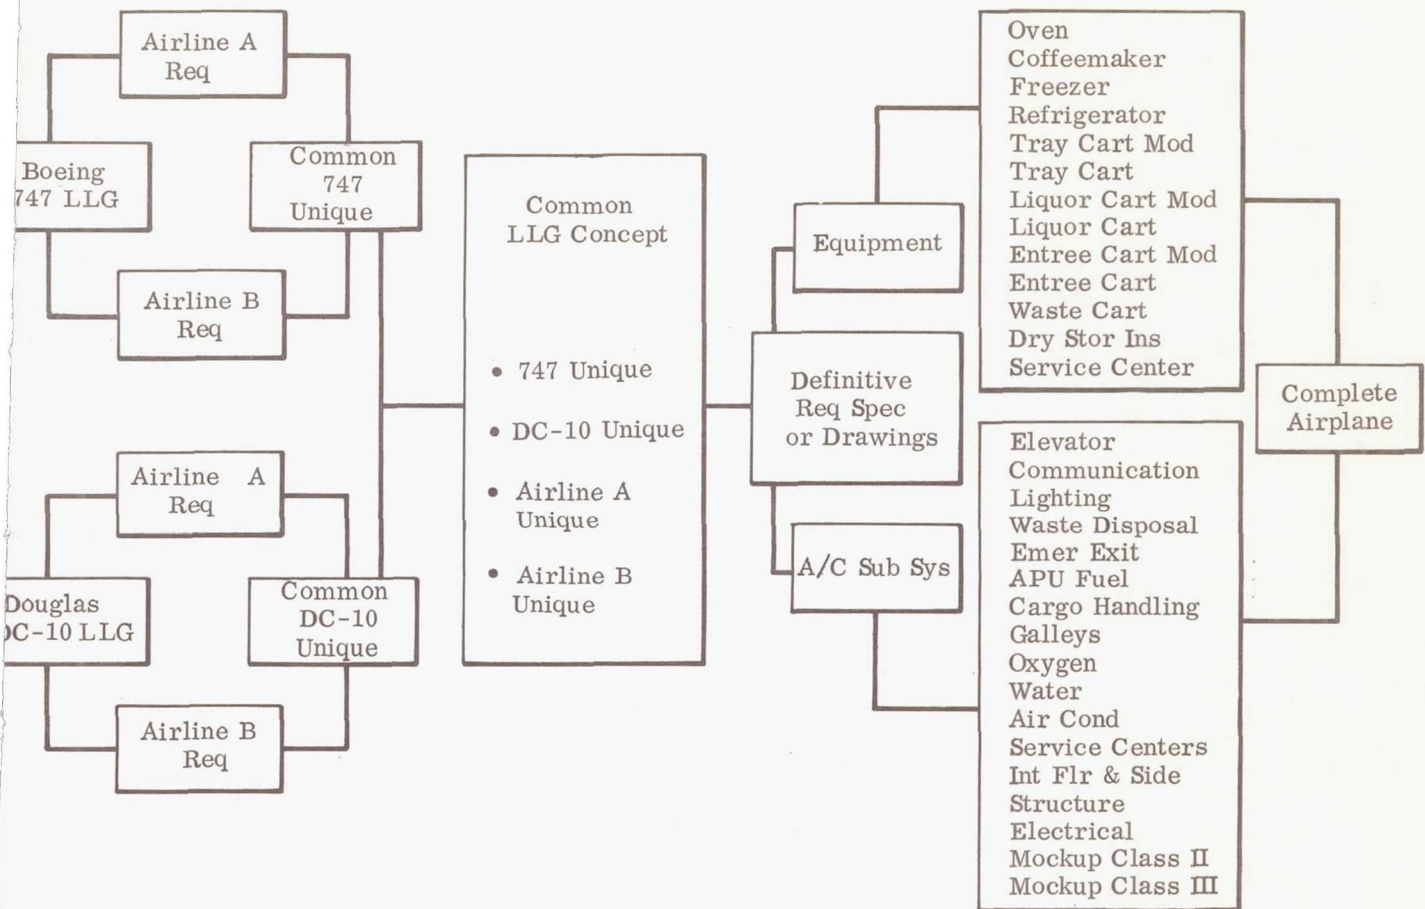 Airline A
Req
Boeing
747 LLG
Common
747
Unique
Airline B
Req
Airline A
Req
Douglas
DC-10 LLG
Common
DC-10
Unique
Airline B
Req
Common
LLG Concept
• 747 Unique
• DC-10 Unique
• Airline A
Unique
• Airline B
Unique
Equipment
Definitive
Req Spec
or Drawings
A/C Sub Sys
Oven
Coffeemaker
Freezer
Refrigerator
Tray Cart Mod
Tray Cart
Liquor Cart Mod
Liquor Cart
Entree Cart Mod
Entree Cart
Waste Cart
Dry Stor Ins
Service Center
Elevator
Communication
Lighting
Waste Disposal
Emer Exit
APU Fuel
Cargo Handling
Galleys
Oxygen
Water
Air Cond
Service Centers
Int Flr & Side
Structure
Electrical
Mockup Class II
Mockup Class III
Complete
Airplane